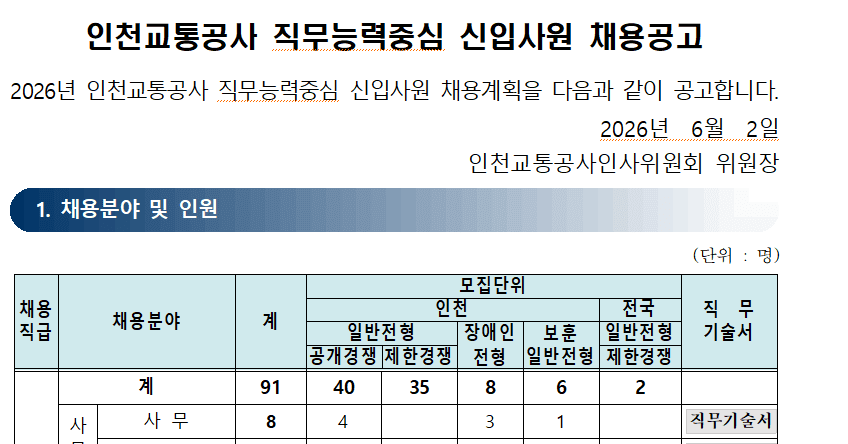 인천교통공사 직무능력중심 신입사원 채용공고
2026년 인천교통공사 직무능력중심 신입사원 채용계획을 다음과 같이 공고합니다.
2026년 6월 2일
인천교통공사인사위원회 위원장
1. 채용분야 및 인원
(단위 : 명)
채용직급 채용분야 계 모집단위 직 무 기술서
인천 전국
일반전형 장애인전형 보훈일반전형 일반전형
공개경쟁 제한경쟁 제한경쟁
계 91 40 35 8 6 2
사 사 무 8 4 3 1 직무기술서